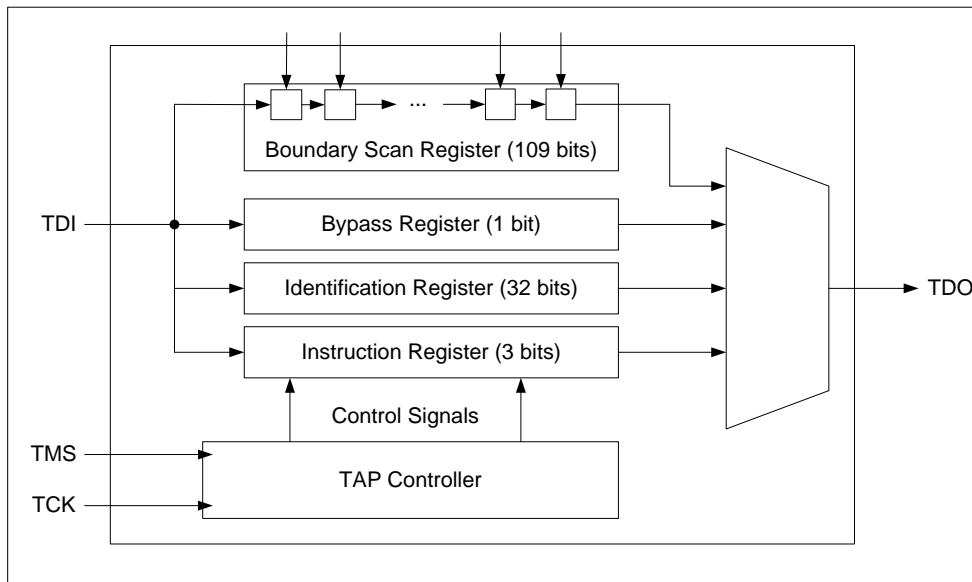 ...
Boundary Scan Register (109 bits)
TDI
Bypass Register (1 bit)
Identification Register (32 bits)
TDO
Instruction Register (3 bits)
Control Signals
TMS
TAP Controller
TCK